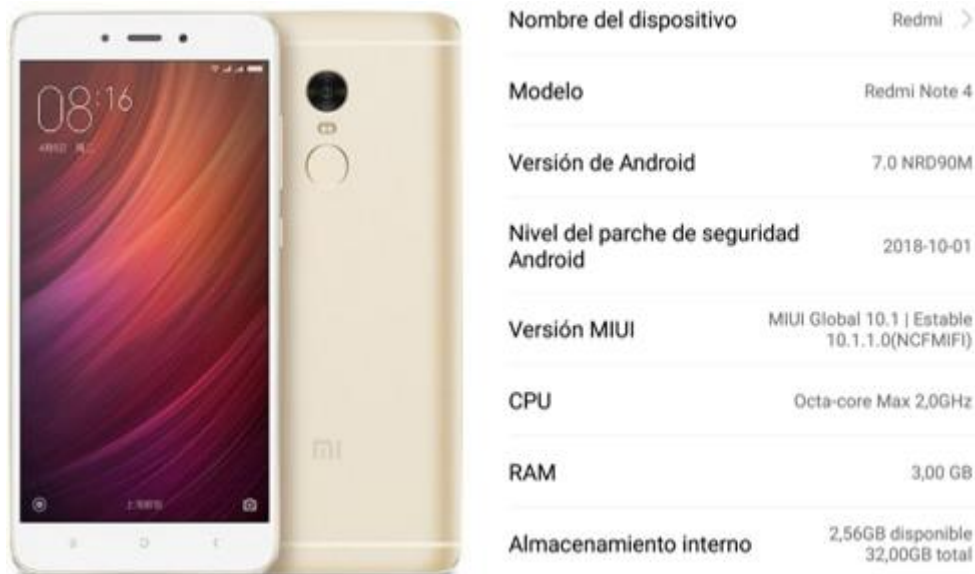 08:16
MI
Nombre del dispositivo
Redmi
Modelo
Redmi Note 4
Versión de Android
7.0 NRD90M
Nivel del parche de seguridad
Android
2018-10-01
Versión MIUI
MIUI Global 10.1 | Estable
10.1.1.0(NCFMIFI)
CPU
Octa-core Max 2,0GHz
RAM
3,00 GB
Almacenamiento interno
2,56GB disponible
32,00GB total